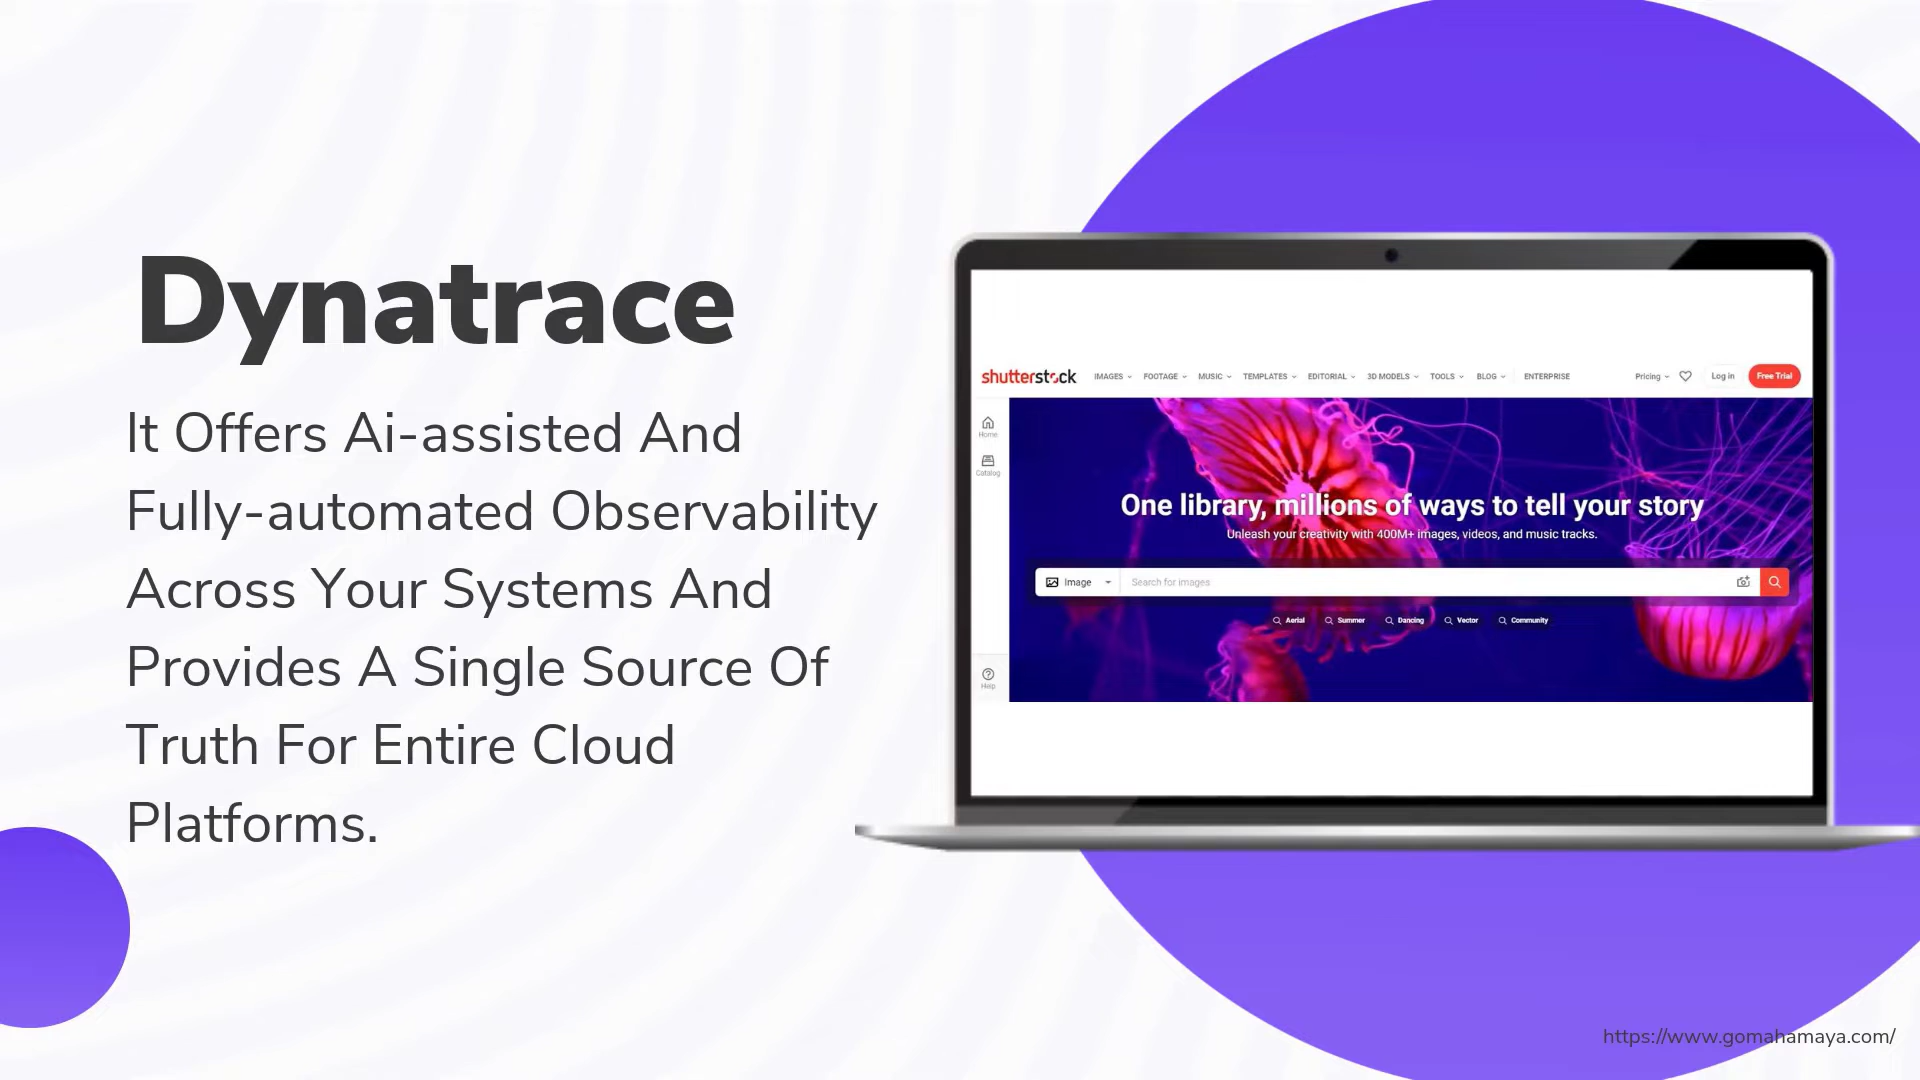 Dynatrace
It Offers Ai-assisted And
Fully-automated Observability
Across Your Systems And
Provides A Single Source Of
Truth For Entire Cloud
Platforms.
shutterstock IMAGES FOOTAGE MUSIC TEMPLATES EDITORIAL 3D MODELS TOOLS BLOG ENTERPRISE Pricing Log in Free Trial
Home
Catalog
One library, millions of ways to tell your story
Unleash your creativity with 400M+ images, videos, and music tracks.
Image Search for images
Aerial Summer Dancing Vector Community
Help
https://www.gomahamaya.com/